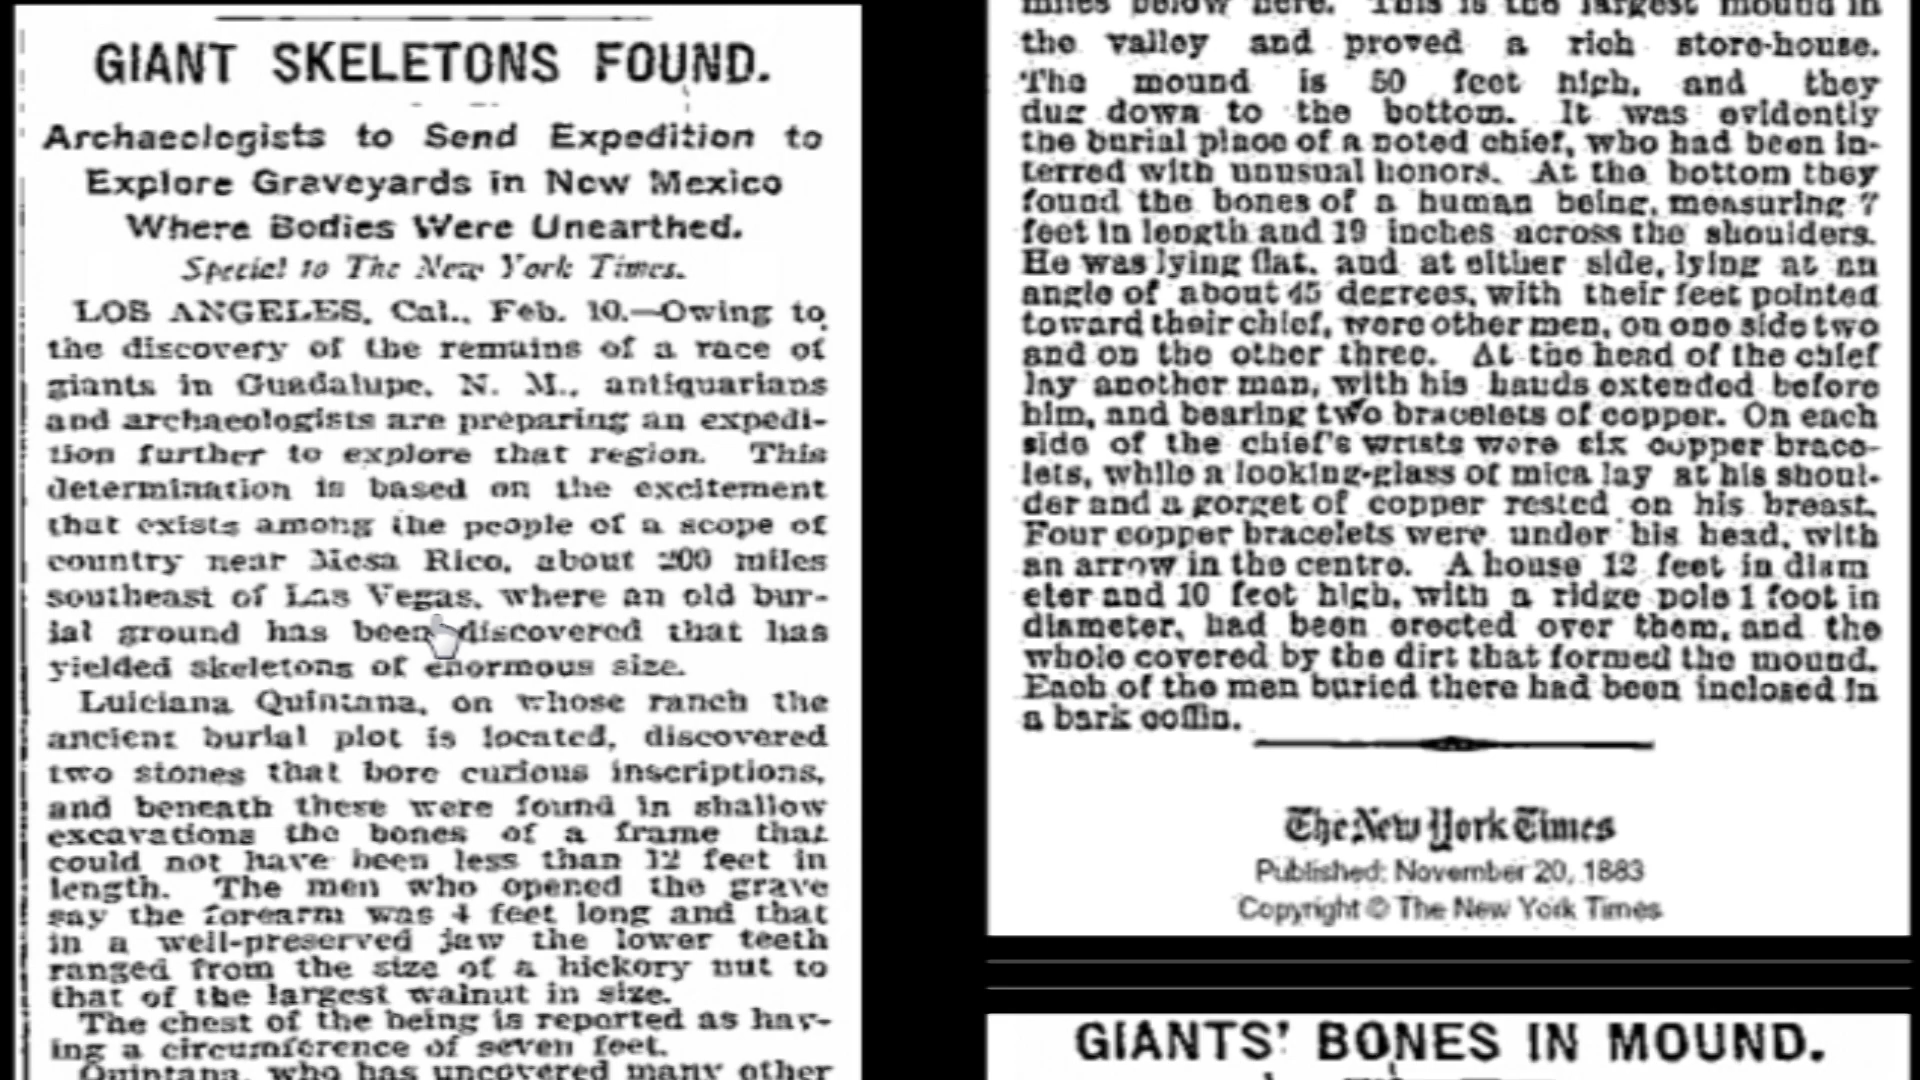 GIANT SKELETONS FOUND.
Archaeologists to Send Expedition to
Explore Graveyards in New Mexico
Where Bodies Were Unearthed.
Special to The New York Times.
LOS ANGELES, Cal., Feb. 10.—Owing to
the discovery of the remains of a race of
giants in Guadalupe, N. M., antiquarians
and archaeologists are preparing an expedi-
tion further to explore that region. This
determination is based on the excitement
that exists among the people of a scope of
country near Mesa Rico, about 200 miles
southeast of Las Vegas, where an old bur-
ial ground has been discovered that has
yielded skeletons of enormous size.
Luiciana Quintana, on whose ranch the
ancient burial plot is located, discovered
two stones that bore curious inscriptions,
and beneath these were found in shallow
excavations the bones of a frame that
could not have been less than 12 feet in
length. The men who opened the grave
say the forearm was 4 feet long and that
in a well-preserved jaw the lower teeth
ranged from the size of a hickory nut to
that of the largest walnut in size.
The chest of the being is reported as hav-
ing a circumference of seven feet.
Quintana, who has uncovered many other
miles below here. This is the largest mound in
the valley and proved a rich store-house.
The mound is 50 feet high, and they
dug down to the bottom. It was evidently
the burial place of a noted chief, who had been in-
terred with unusual honors. At the bottom they
found the bones of a human being, measuring 7
feet in length and 19 inches across the shoulders.
He was lying flat, and at either side, lying at an
angle of about 45 degrees, with their feet pointed
toward their chief, were other men, on one side two
and on the other three. At the head of the chief
lay another man, with his hands extended before
him, and bearing two bracelets of copper. On each
side of the chief's wrists were six copper brace-
lets, while a looking-glass of mica lay at his shoul-
der and a gorget of copper rested on his breast.
Four copper bracelets were under his head, with
an arrow in the centre. A house 12 feet in diam
eter and 10 feet high, with a ridge pole 1 foot in
diameter, had been erected over them, and the
whole covered by the dirt that formed the mound.
Each of the men buried there had been inclosed in
a bark coffin.
The New York Times
Published: November 20, 1883
Copyright © The New York Times
GIANTS' BONES IN MOUND.